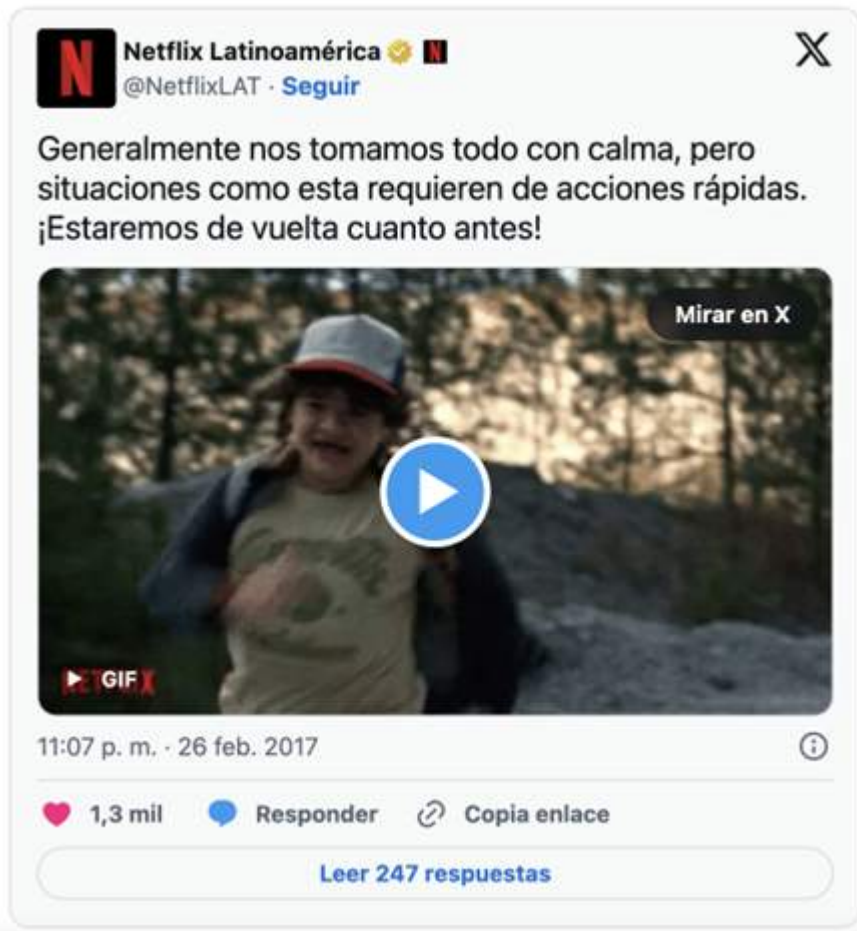 Netflix Latinoamérica
@NetflixLAT · Seguir
Generalmente nos tomamos todo con calma, pero
situaciones como esta requieren de acciones rápidas.
¡Estaremos de vuelta cuanto antes!
Mirar en X
NETFLIX
GIF
11:07 p. m. · 26 feb. 2017
1,3 mil Responder Copia enlace
Leer 247 respuestas